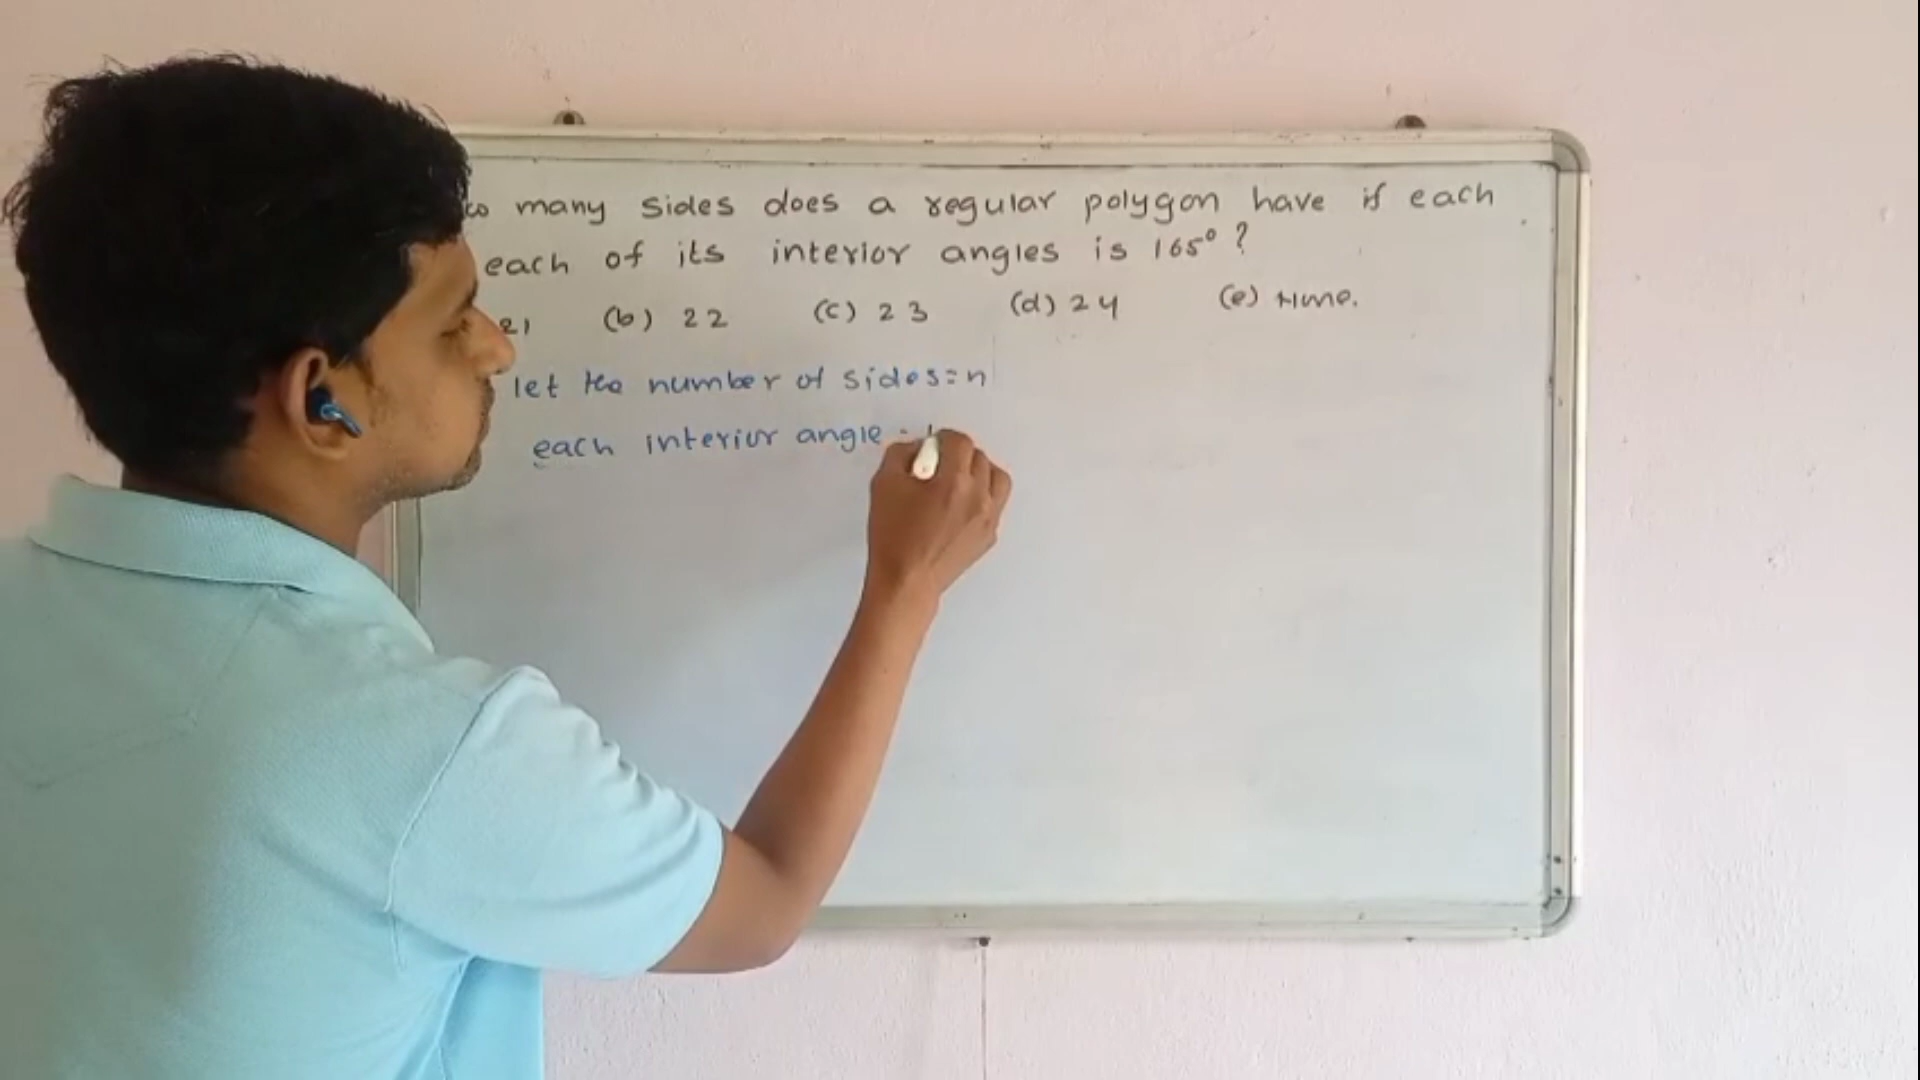 many sides does a regular polygon have if each
each of its interior angles is 165° ?
21 (b) 22 (c) 23 (d) 24 (e) None.
let the number of sides = n
each interior angle =